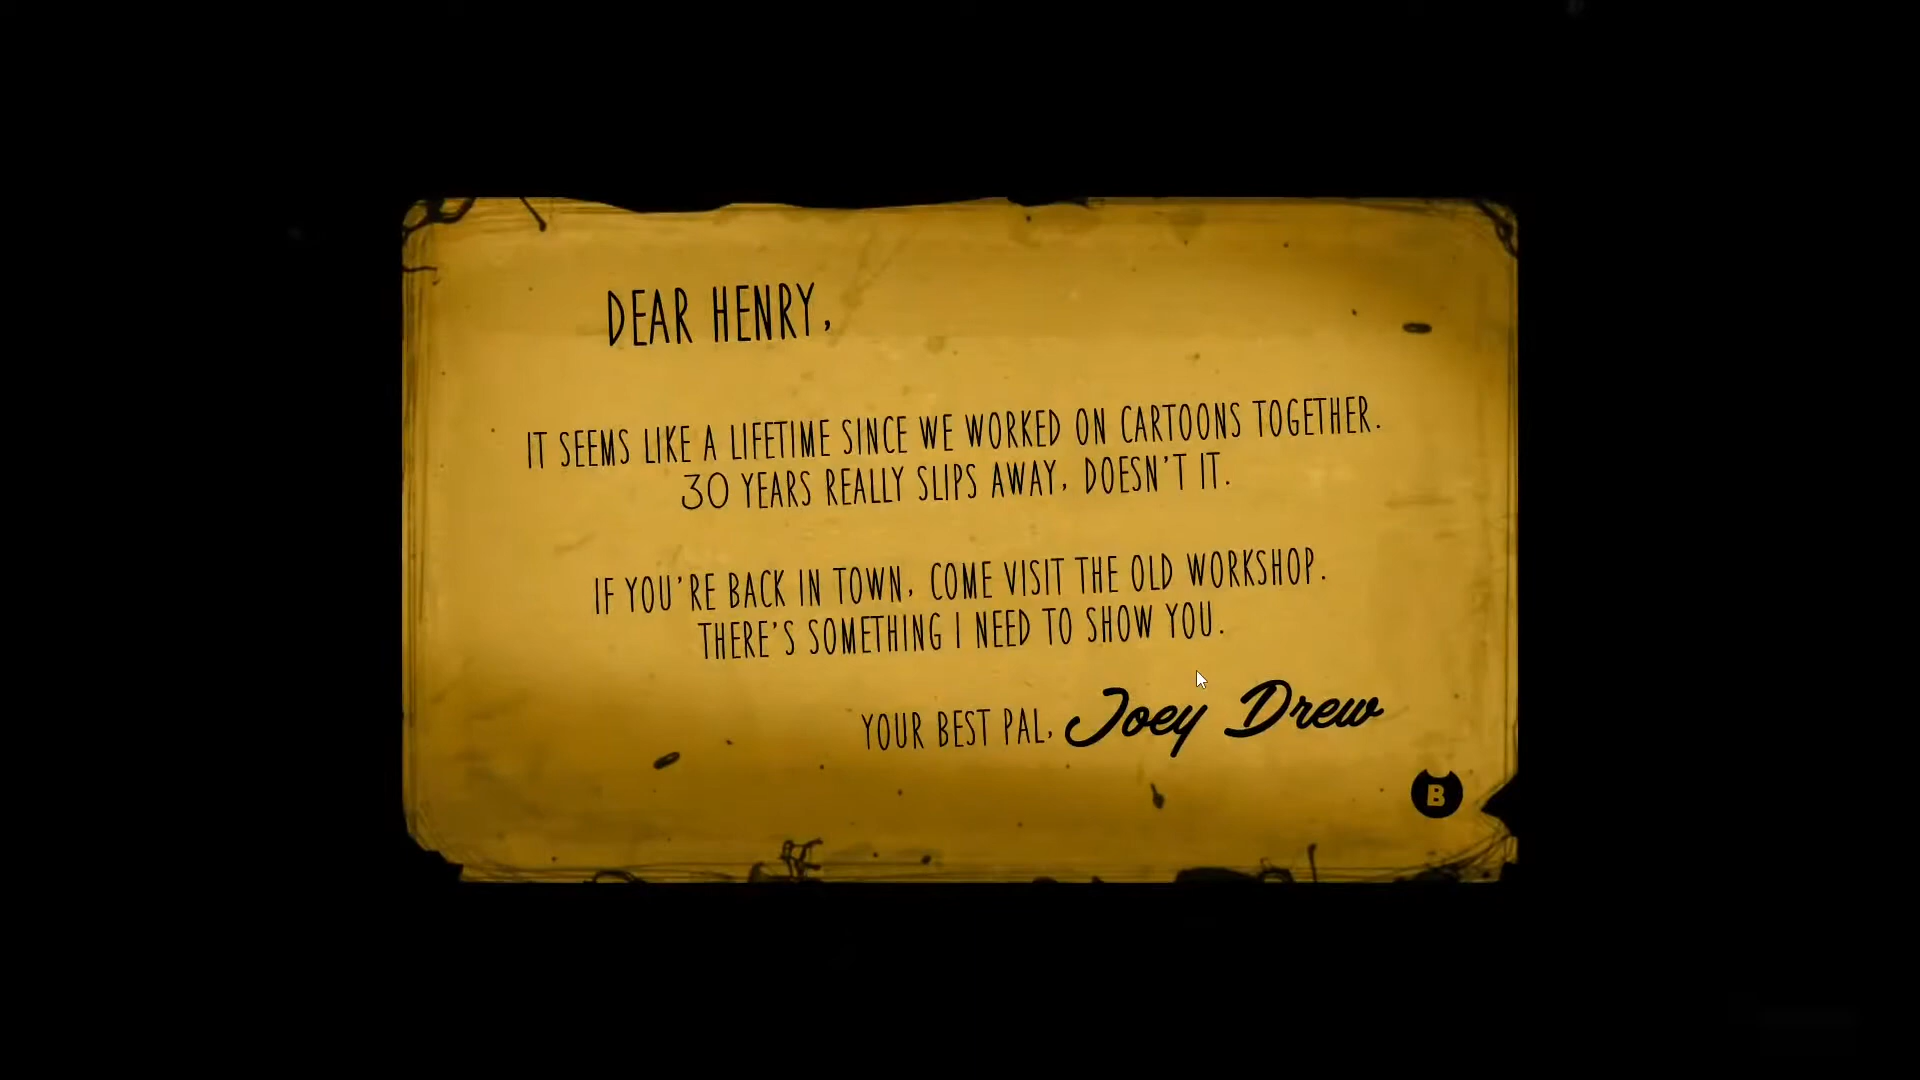 DEAR HENRY,
IT SEEMS LIKE A LIFETIME SINCE WE WORKED ON CARTOONS TOGETHER.
30 YEARS REALLY SLIPS AWAY, DOESN'T IT.
IF YOU'RE BACK IN TOWN, COME VISIT THE OLD WORKSHOP.
THERE'S SOMETHING I NEED TO SHOW YOU.
YOUR BEST PAL, Joey Drew
B